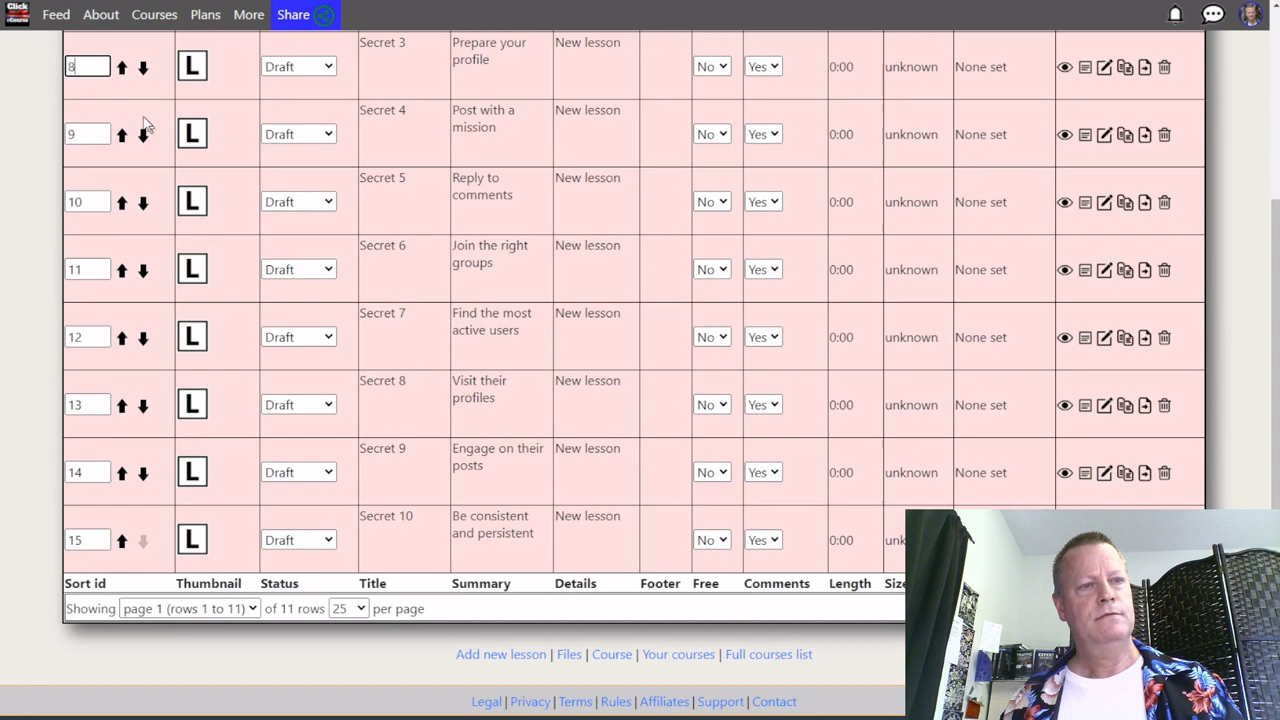 Click
eCourse
Feed About Courses Plans More Share
8 L Draft Secret 3 Prepare your profile New lesson No Yes 0:00 unknown None set
9 L Draft Secret 4 Post with a mission New lesson No Yes 0:00 unknown None set
10 L Draft Secret 5 Reply to comments New lesson No Yes 0:00 unknown None set
11 L Draft Secret 6 Join the right groups New lesson No Yes 0:00 unknown None set
12 L Draft Secret 7 Find the most active users New lesson No Yes 0:00 unknown None set
13 L Draft Secret 8 Visit their profiles New lesson No Yes 0:00 unknown None set
14 L Draft Secret 9 Engage on their posts New lesson No Yes 0:00 unknown None set
15 L Draft Secret 10 Be consistent and persistent New lesson No Yes 0:00
Sort id Thumbnail Status Title Summary Details Footer Free Comments Length
Showing page 1 (rows 1 to 11) of 11 rows 25 per page
Add new lesson | Files | Course | Your courses | Full courses list
Legal | Privacy | Terms | Rules | Affiliates | Support | Contact
TRAFFIC
EXPERT